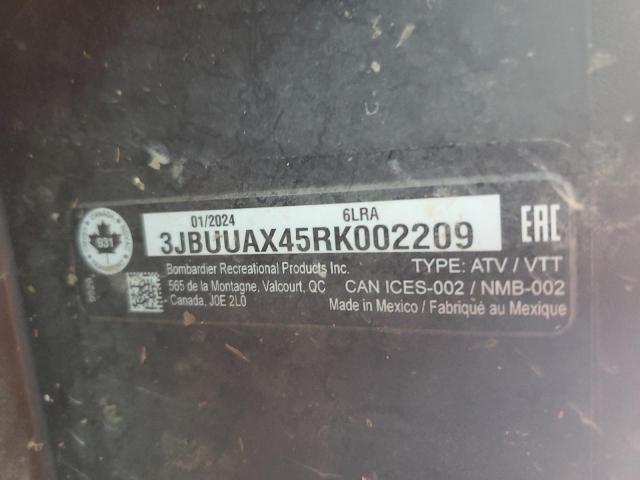 01/2024 6LRA
3JBUUAX45RK002209
931
EAC
Bombardier Recreational Products Inc. TYPE: ATV / VTT
565 de la Montagne, Valcourt, QC CAN ICES-002 / NMB-002
Canada, J0E 2L0 Made in Mexico / Fabriqué au Mexique